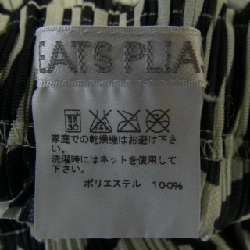 EATS PLIA
家庭での乾燥機はお避け下さ
い。
洗濯時にはネットを使用して
下さい。
ポリエステル 100%